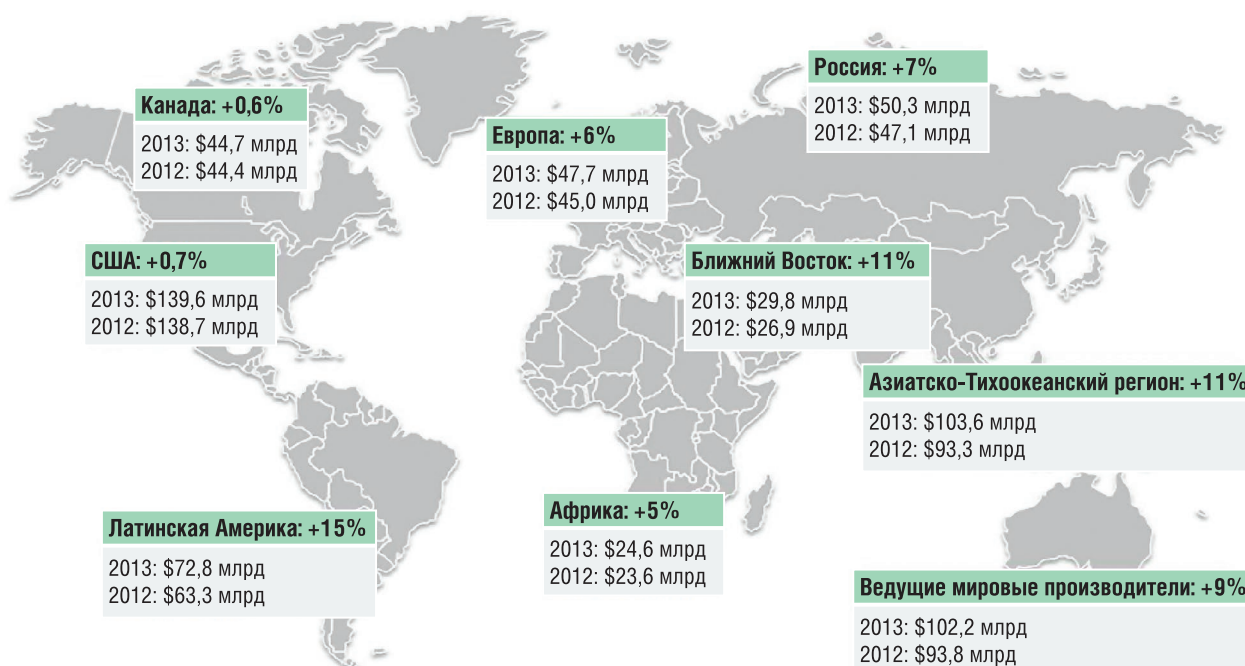 Канада: +0,6%
2013: $44,7 млрд
2012: $44,4 млрд
Россия: +7%
2013: $50,3 млрд
2012: $47,1 млрд
Европа: +6%
2013: $47,7 млрд
2012: $45,0 млрд
США: +0,7%
2013: $139,6 млрд
2012: $138,7 млрд
Ближний Восток: +11%
2013: $29,8 млрд
2012: $26,9 млрд
Азиатско-Тихоокеанский регион: +11%
2013: $103,6 млрд
2012: $93,3 млрд
Латинская Америка: +15%
2013: $72,8 млрд
2012: $63,3 млрд
Африка: +5%
2013: $24,6 млрд
2012: $23,6 млрд
Ведущие мировые производители: +9%
2013: $102,2 млрд
2012: $93,8 млрд